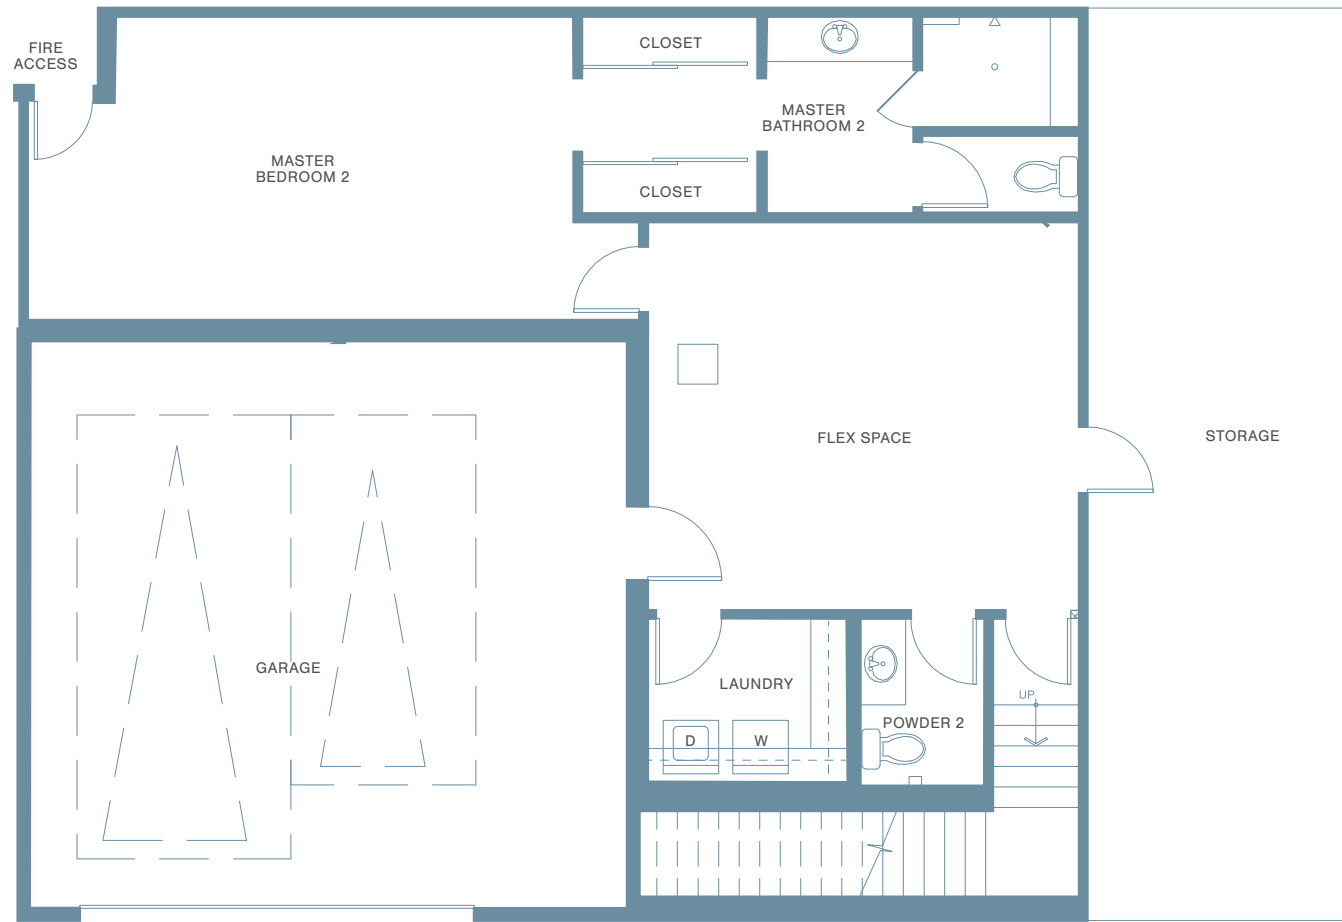 FIRE
ACCESS
CLOSET
MASTER
BATHROOM 2
MASTER
BEDROOM 2
CLOSET
FLEX SPACE
STORAGE
GARAGE
LAUNDRY
UP
POWDER 2
D
W